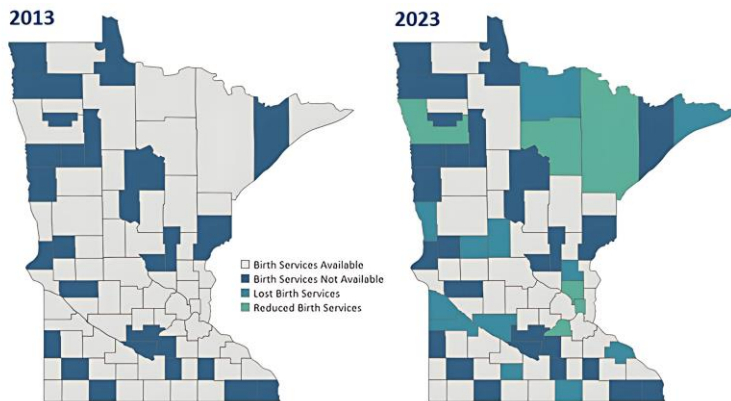 2013
2023
Birth Services Available
Birth Services Not Available
Lost Birth Services
Reduced Birth Services